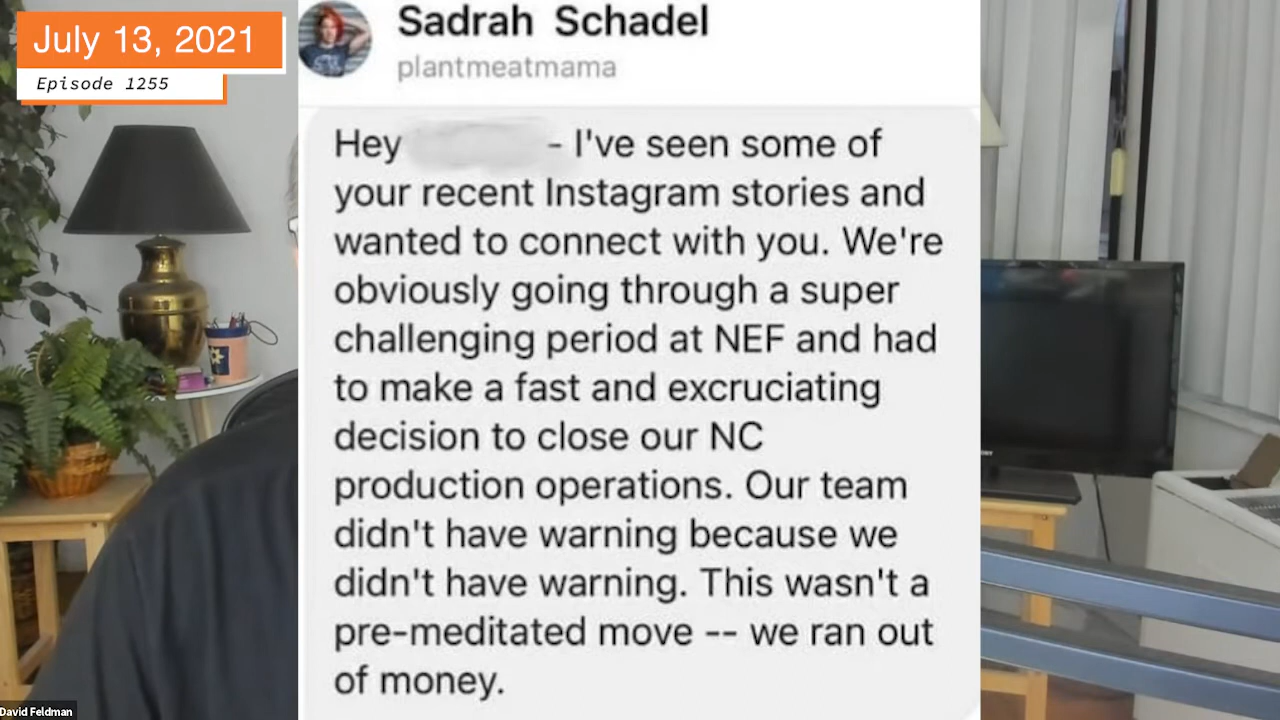 July 13, 2021
Episode 1255
Sadrah Schadel
plantmeatmama
Hey - I've seen some of
your recent Instagram stories and
wanted to connect with you. We're
obviously going through a super
challenging period at NEF and had
to make a fast and excruciating
decision to close our NC
production operations. Our team
didn't have warning because we
didn't have warning. This wasn't a
pre-meditated move -- we ran out
of money.
David Feldman